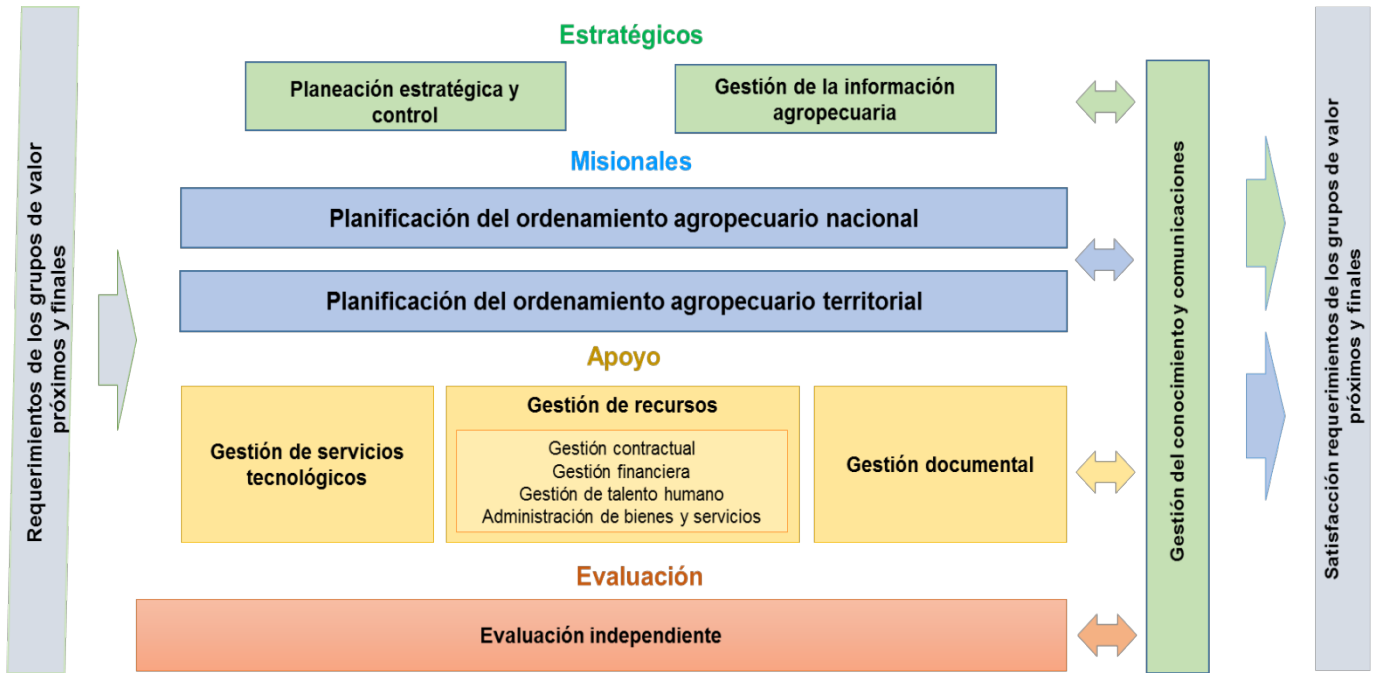 Requerimientos de los grupos de valor
próximos y finales
Estratégicos
Planeación estratégica y
control
Gestión de la información
agropecuaria
Misionales
Planificación del ordenamiento agropecuario nacional
Planificación del ordenamiento agropecuario territorial
Apoyo
Gestión de servicios
tecnológicos
Gestión de recursos
Gestión contractual
Gestión financiera
Gestión de talento humano
Administración de bienes y servicios
Gestión documental
Evaluación
Evaluación independiente
Gestión del conocimiento y comunicaciones
Satisfacción requerimientos de los grupos de valor
próximos y finales